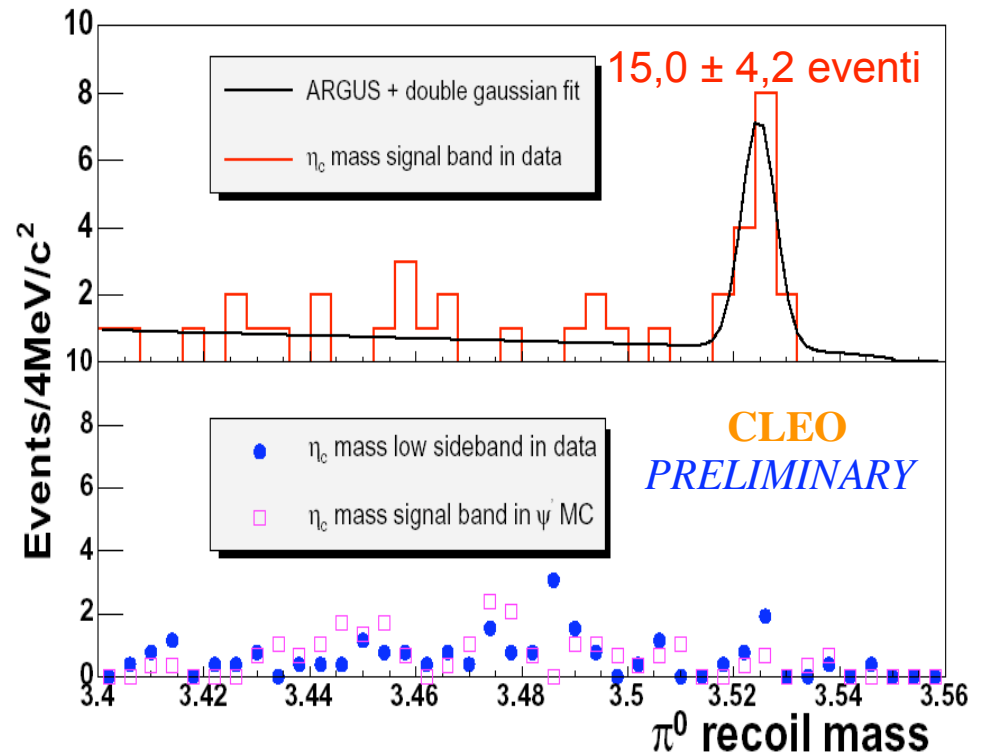 10
8
6
4
2
10
8
6
4
2
0
Events/4MeV/c²
15,0 ± 4,2 eventi
ARGUS + double gaussian fit
ηc mass signal band in data
CLEO
PRELIMINARY
ηc mass low sideband in data
ηc mass signal band in ψ' MC
3.4 3.42 3.44 3.46 3.48 3.5 3.52 3.54 3.56
π⁰ recoil mass